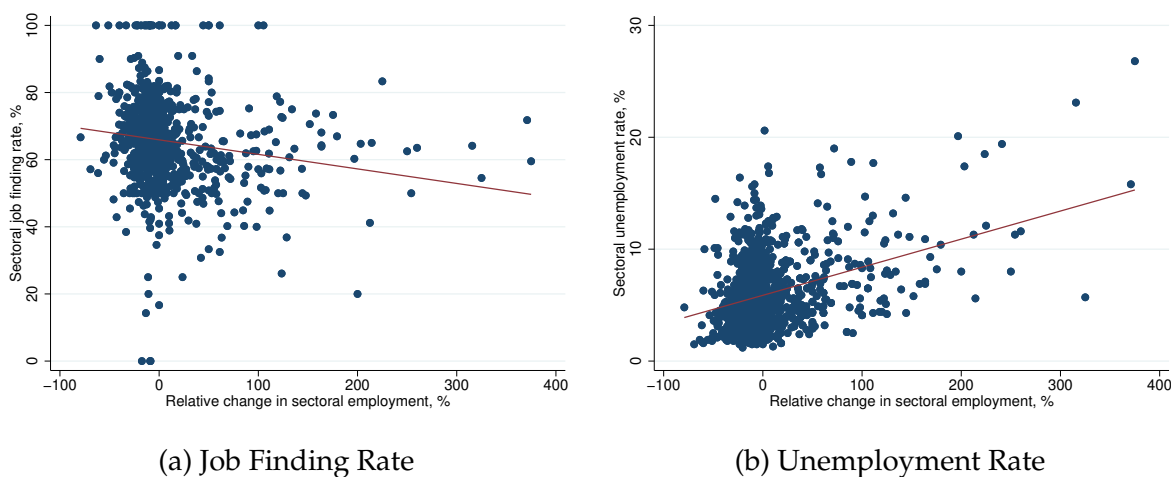 Sectoral job finding rate, %
100
80
60
40
20
0
−100 0 100 200 300 400
Relative change in sectoral employment, %
(a) Job Finding Rate
Sectoral unemployment rate, %
30
20
10
0
−100 0 100 200 300 400
Relative change in sectoral employment, %
(b) Unemployment Rate